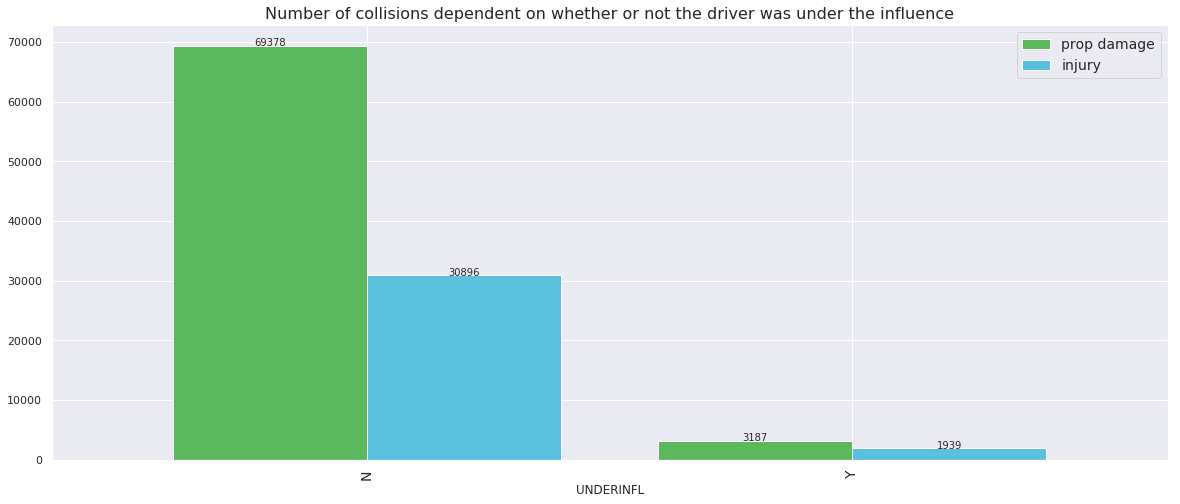 Number of collisions dependent on whether or not the driver was under the influence
prop damage
injury
70000
60000
50000
40000
30000
20000
10000
0
69378
30896
3187
1939
N
Y
UNDERINFL